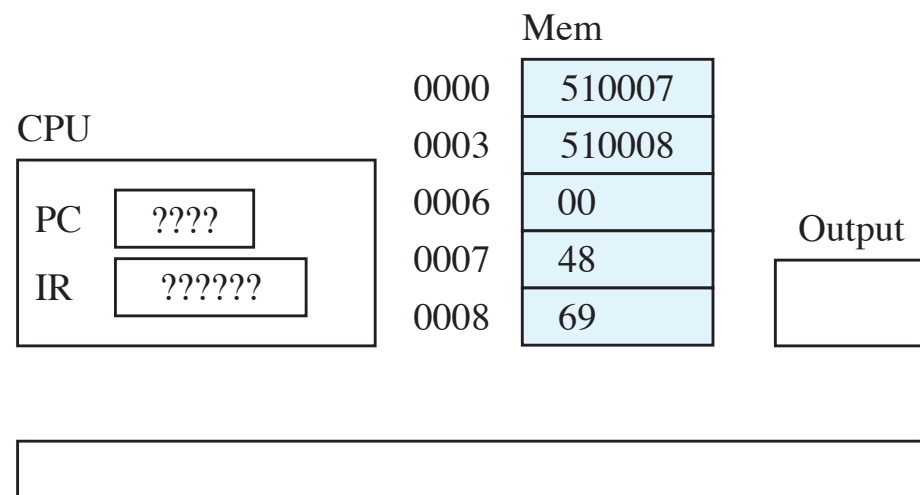 Mem
0000 510007
CPU
0003 510008
0006 00
PC ????
Output
0007 48
IR ??????
0008 69